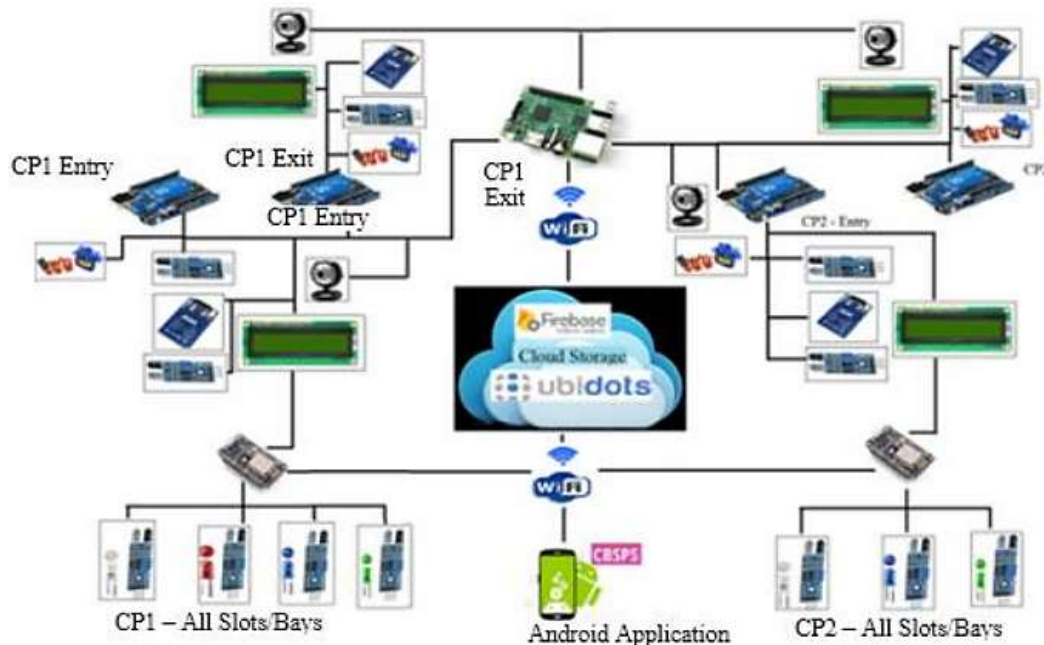 CP1 Exit
CP1 Entry
CP1 Entry
CP1
Exit
WiFi
CP2 - Entry
Firebase
Cloud Storage
ubidots
WiFi
CBSPS
CP1 – All Slots/Bays
Android Application
CP2 – All Slots/Bays